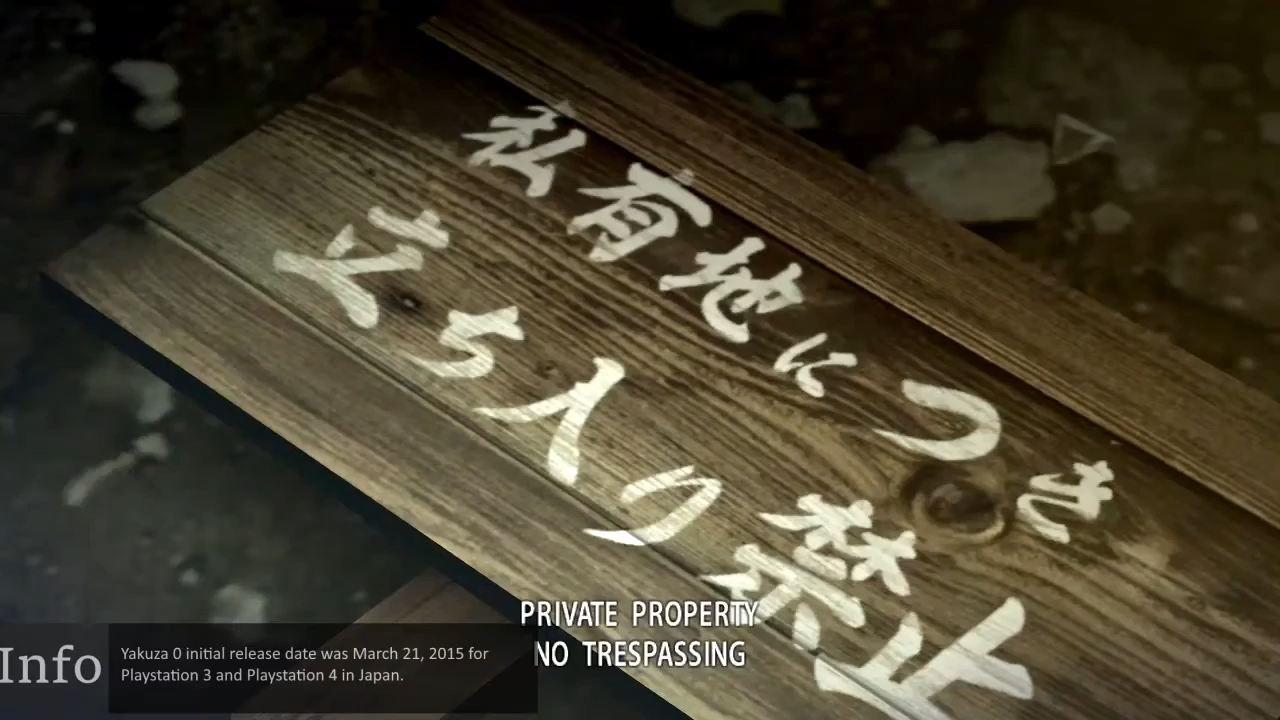 私有地につき
立ち入り禁止
PRIVATE PROPERTY
NO TRESPASSING
Info
Yakuza 0 initial release date was March 21, 2015 for
Playstation 3 and Playstation 4 in Japan.